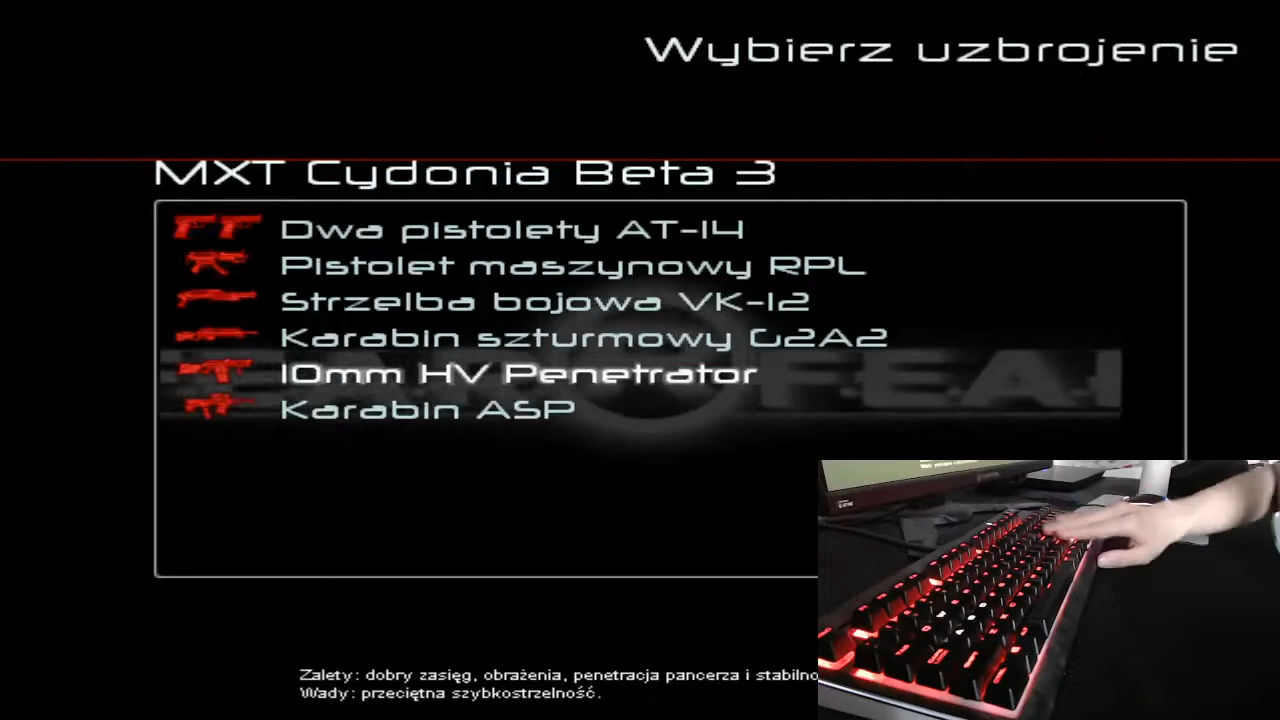 Wybierz uzbrojenie
MXT Cydonia Beta 3
Dwa pistolety AT-14
Pistolet maszynowy RPL
Strzelba bojowa VK-12
Karabin szturmowy G2A2
10mm HV Penetrator
Karabin ASP
Zalety: dobry zasięg, obrażenia, penetracja pancerza i
Wady: przeciętna szybkostrzelność.